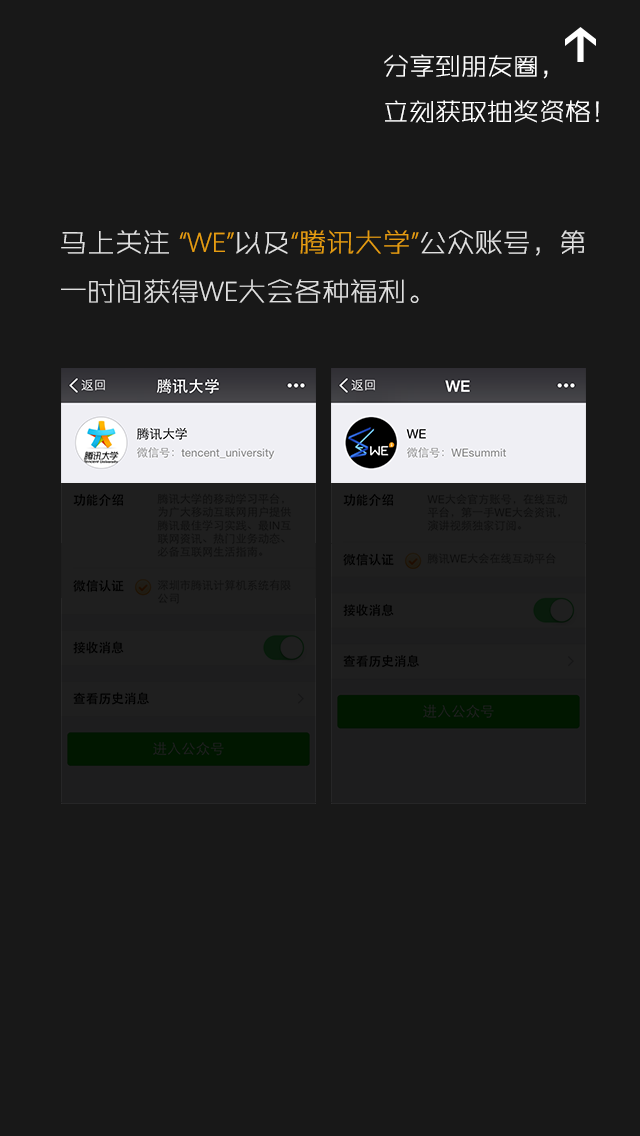 分享到朋友圈，
立刻获取抽奖资格！
马上关注 “WE”以及“腾讯大学”公众账号，第
一时间获得WE大会各种福利。
返回 腾讯大学
腾讯大学
Tencent University
腾讯大学
微信号：tencent_university
功能介绍 腾讯大学的移动学习平台，
为广大移动互联网用户提供
腾讯最佳学习实践、最IN互
联网资讯、热门业务动态、
必备互联网生活指南。
微信认证 深圳市腾讯计算机系统有限
公司
接收消息
查看历史消息
进入公众号
返回 WE
WE
WE
微信号：WEsummit
功能介绍 WE大会官方账号，在线互动
平台，第一手WE大会资讯，
演讲视频独家订阅。
微信认证 腾讯WE大会在线互动平台
接收消息
查看历史消息
进入公众号